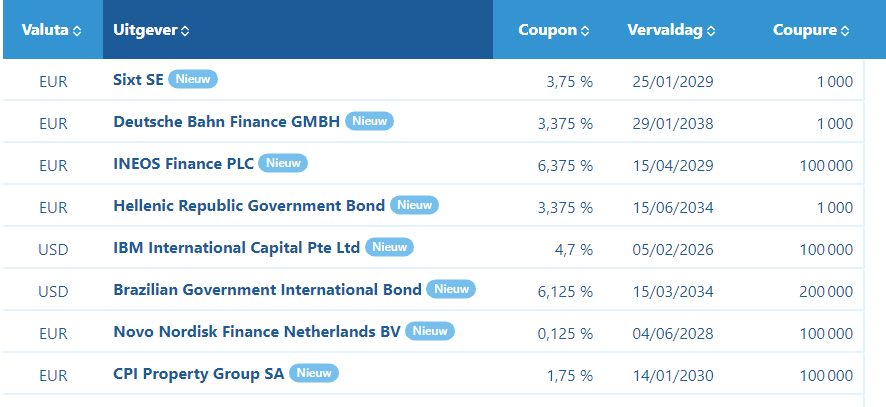 Valuta Uitgever Coupon Vervaldag Coupure
EUR Sixt SE Nieuw 3,75 % 25/01/2029 1 000
EUR Deutsche Bahn Finance GMBH Nieuw 3,375 % 29/01/2038 1 000
EUR INEOS Finance PLC Nieuw 6,375 % 15/04/2029 100 000
EUR Hellenic Republic Government Bond Nieuw 3,375 % 15/06/2034 1 000
USD IBM International Capital Pte Ltd Nieuw 4,7 % 05/02/2026 100 000
USD Brazilian Government International Bond Nieuw 6,125 % 15/03/2034 200 000
EUR Novo Nordisk Finance Netherlands BV Nieuw 0,125 % 04/06/2028 100 000
EUR CPI Property Group SA Nieuw 1,75 % 14/01/2030 100 000